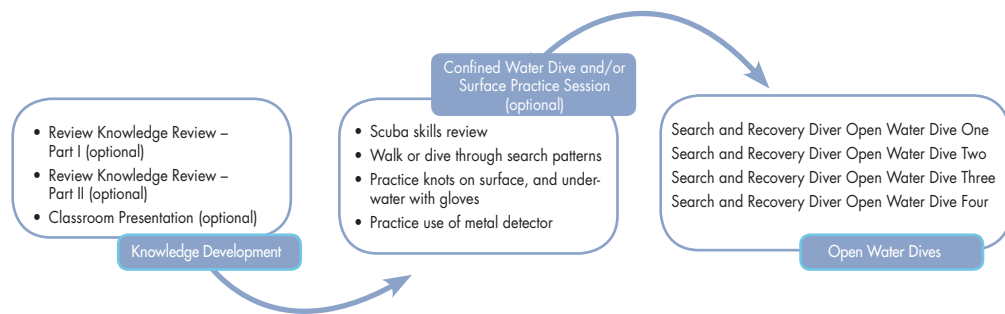 • Review Knowledge Review –
Part I (optional)
• Review Knowledge Review –
Part II (optional)
• Classroom Presentation (optional)
Knowledge Development
Confined Water Dive and/or
Surface Practice Session
(optional)
• Scuba skills review
• Walk or dive through search patterns
• Practice knots on surface, and under-
water with gloves
• Practice use of metal detector
Search and Recovery Diver Open Water Dive One
Search and Recovery Diver Open Water Dive Two
Search and Recovery Diver Open Water Dive Three
Search and Recovery Diver Open Water Dive Four
Open Water Dives